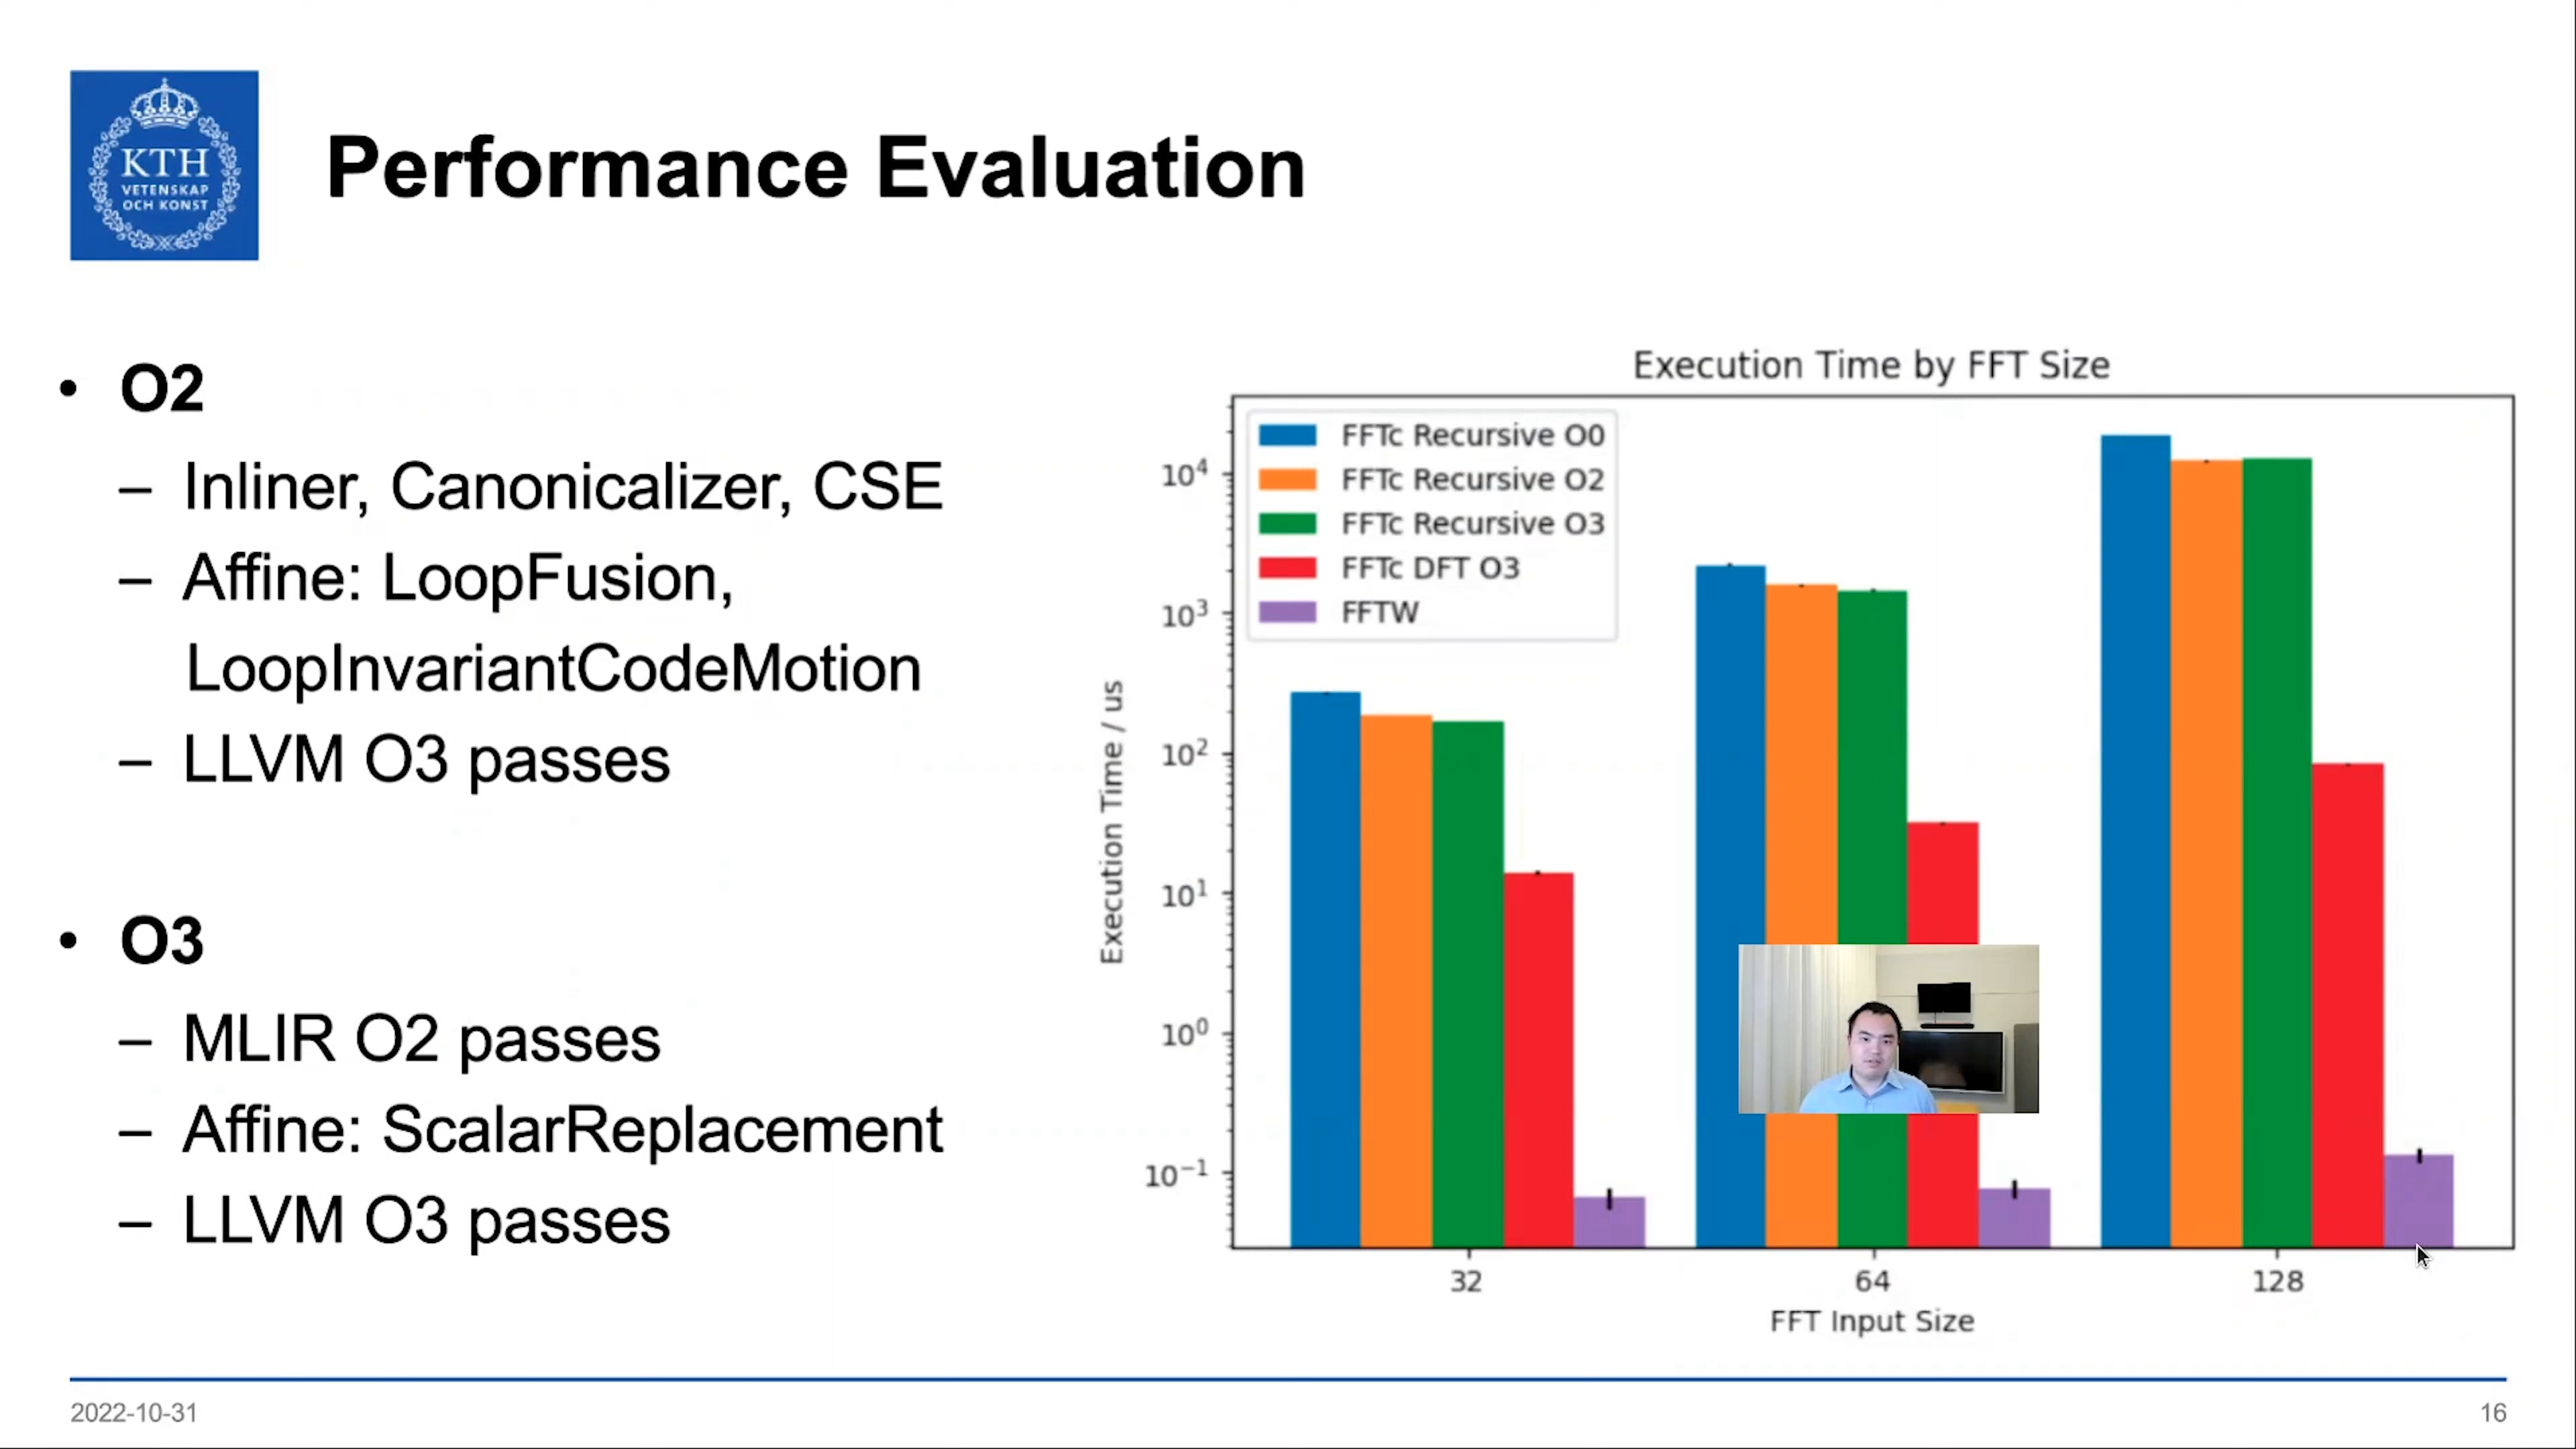 KTH
VETENSKAP
OCH KONST
Performance Evaluation
• O2
– Inliner, Canonicalizer, CSE
– Affine: LoopFusion,
LoopInvariantCodeMotion
– LLVM O3 passes
• O3
– MLIR O2 passes
– Affine: ScalarReplacement
– LLVM O3 passes
Execution Time by FFT Size
FFTc Recursive O0
FFTc Recursive O2
FFTc Recursive O3
FFTc DFT O3
FFTW
Execution Time / us
10⁴
10³
10²
10¹
10⁰
10⁻¹
32 64 128
FFT Input Size
2022-10-31 16